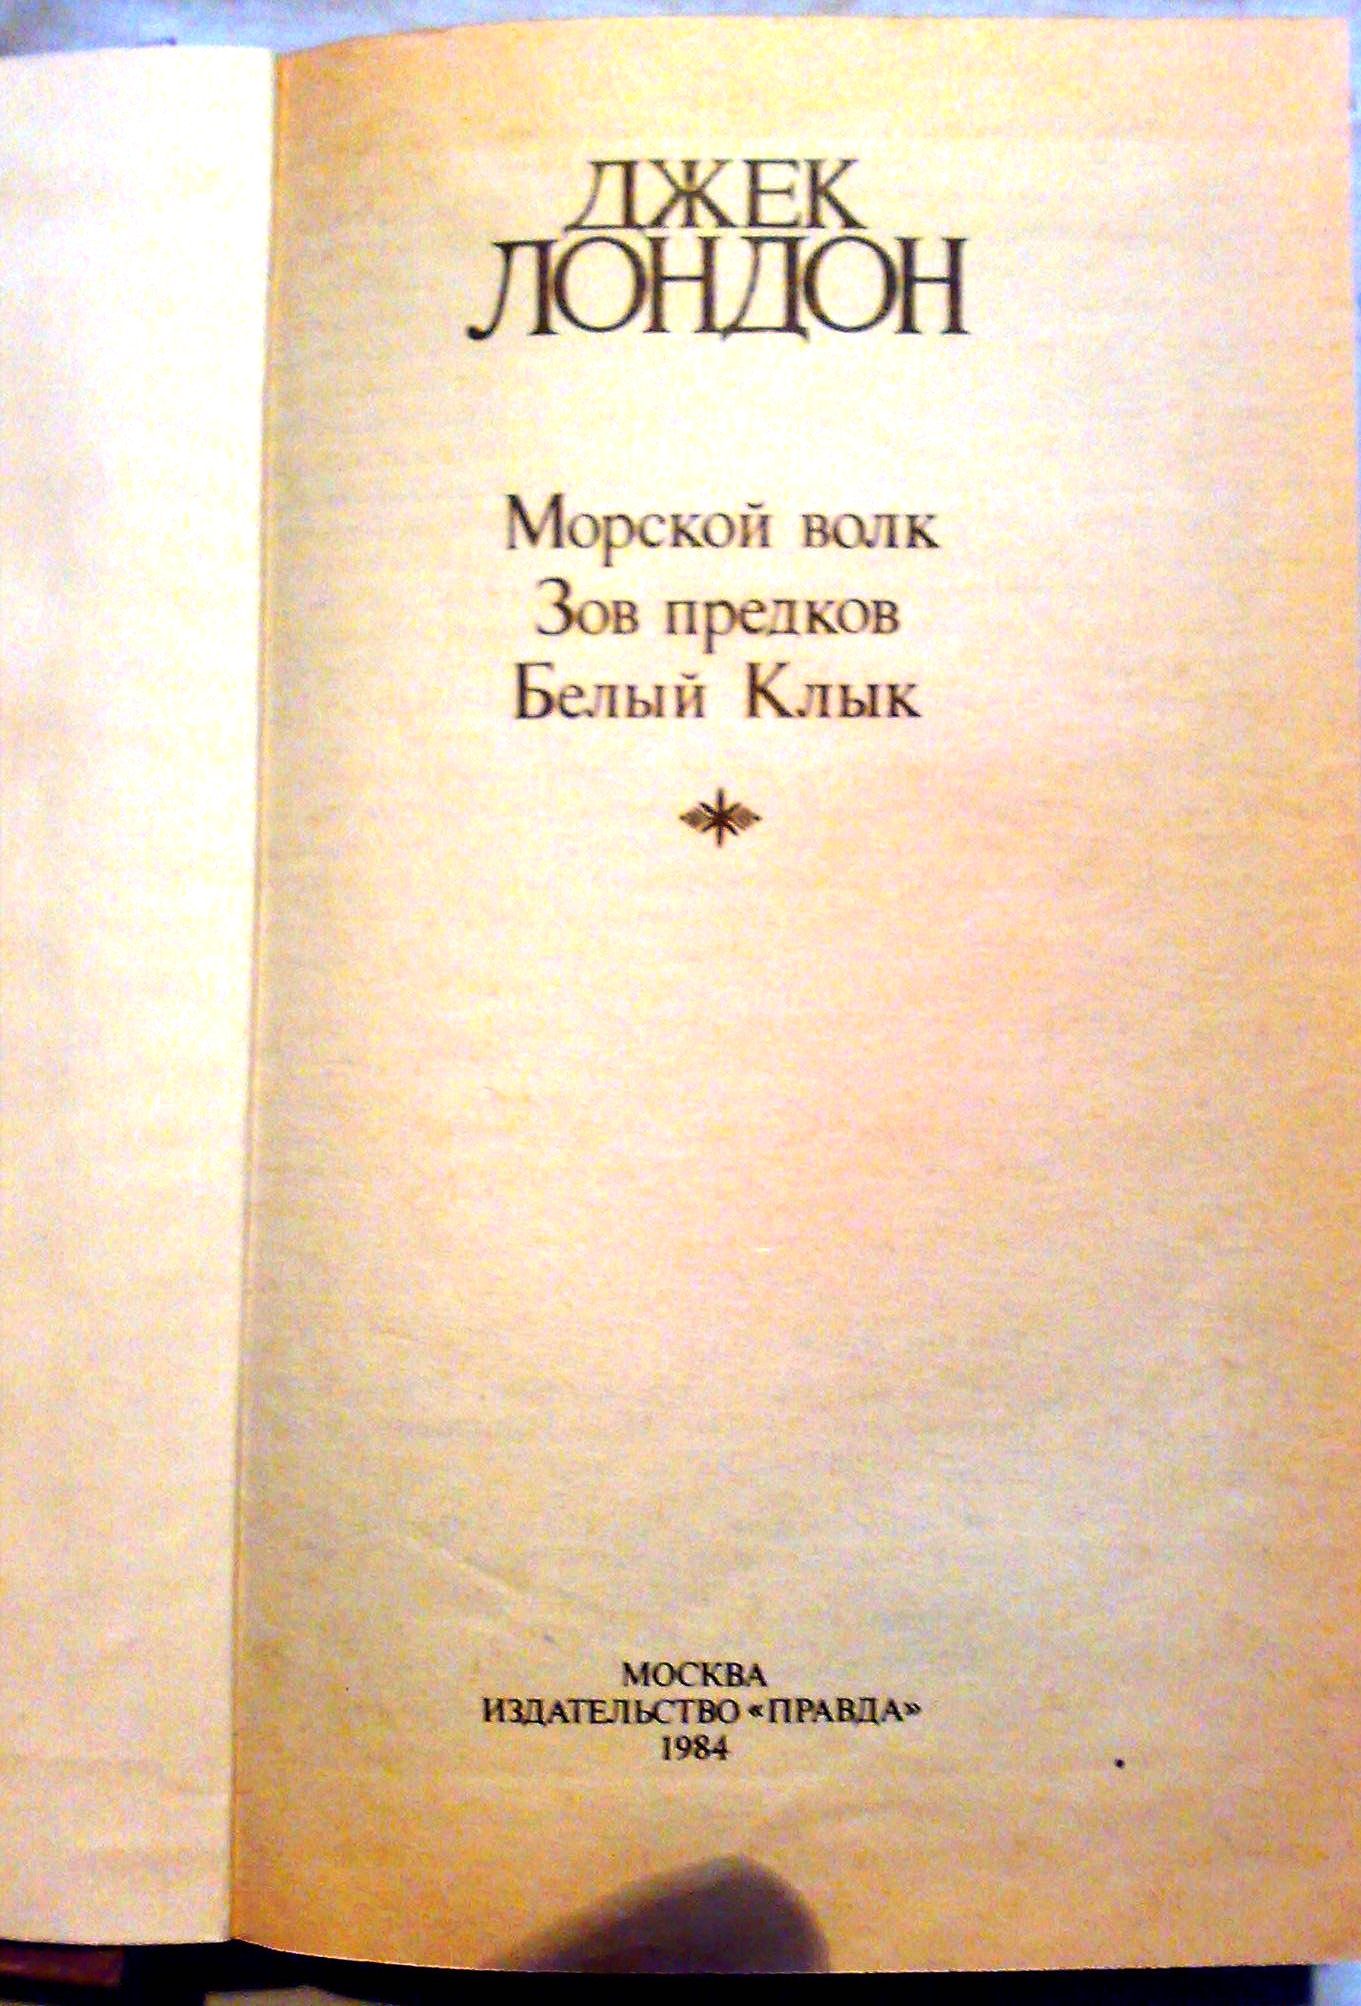 ДЖЕК
ЛОНДОН
Морской волк
Зов предков
Белый Клык
МОСКВА
ИЗДАТЕЛЬСТВО «ПРАВДА»
1984